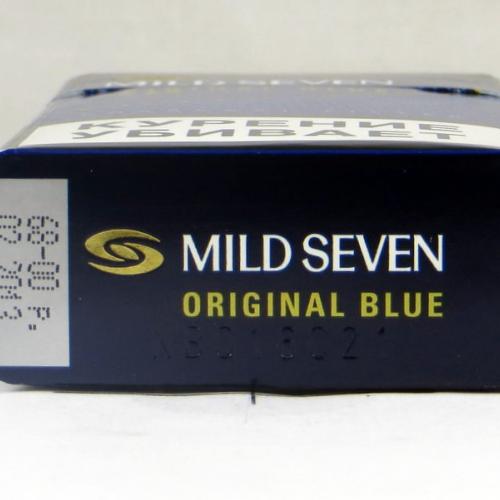 MILD SEVEN
КУРЕНИЕ
УБИВАЕТ
MILD SEVEN
ORIGINAL BLUE